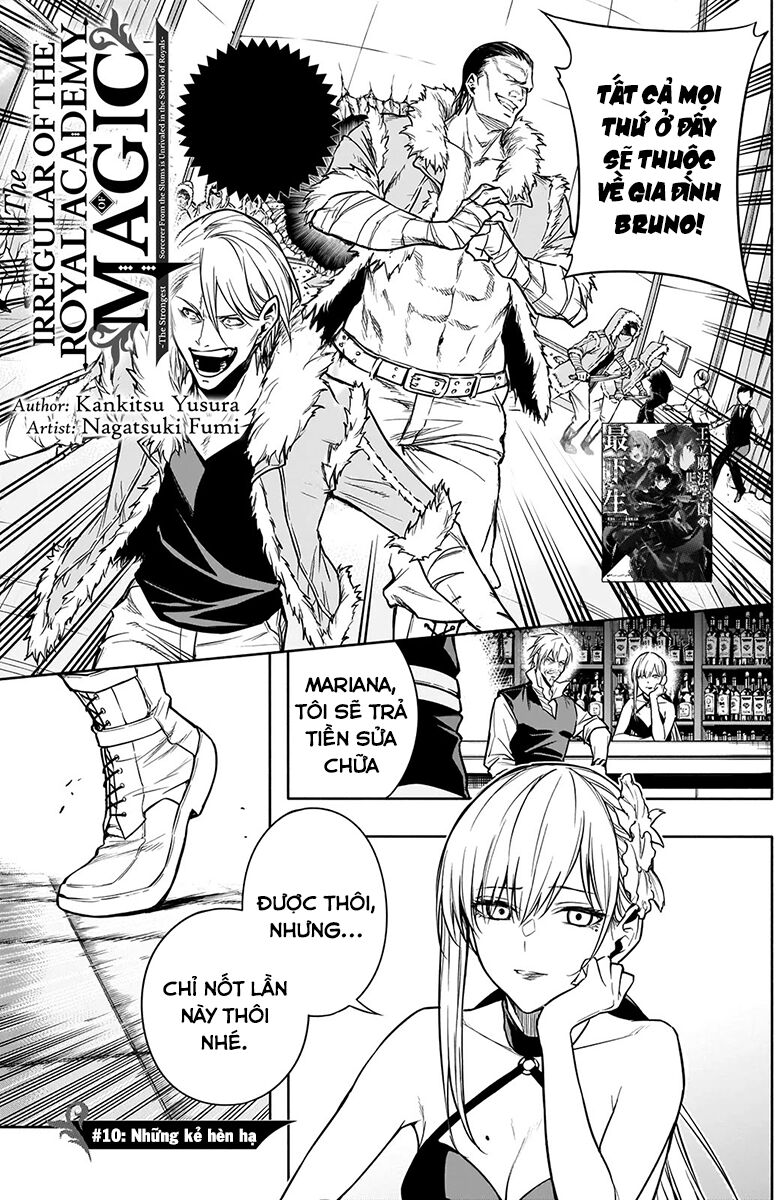 The
IRREGULAR OF THE
ROYAL ACADEMY
OF
MAGIC
-The Strongest Sorcerer From the Slums is Unrivaled in the School of Royals-
Author: Kankitsu Yusura
Artist: Nagatsuki Fumi
TẤT CẢ MỌI
THỨ Ở ĐÂY
SẼ THUỘC
VỀ GIA ĐÌNH
BRUNO!
最下生
MARIANA,
TÔI SẼ TRẢ
TIỀN SỬA
CHỮA
ĐƯỢC THÔI,
NHƯNG...
CHỈ NỐT LẦN
NÀY THÔI
NHÉ.
#10: Những kẻ hèn hạ